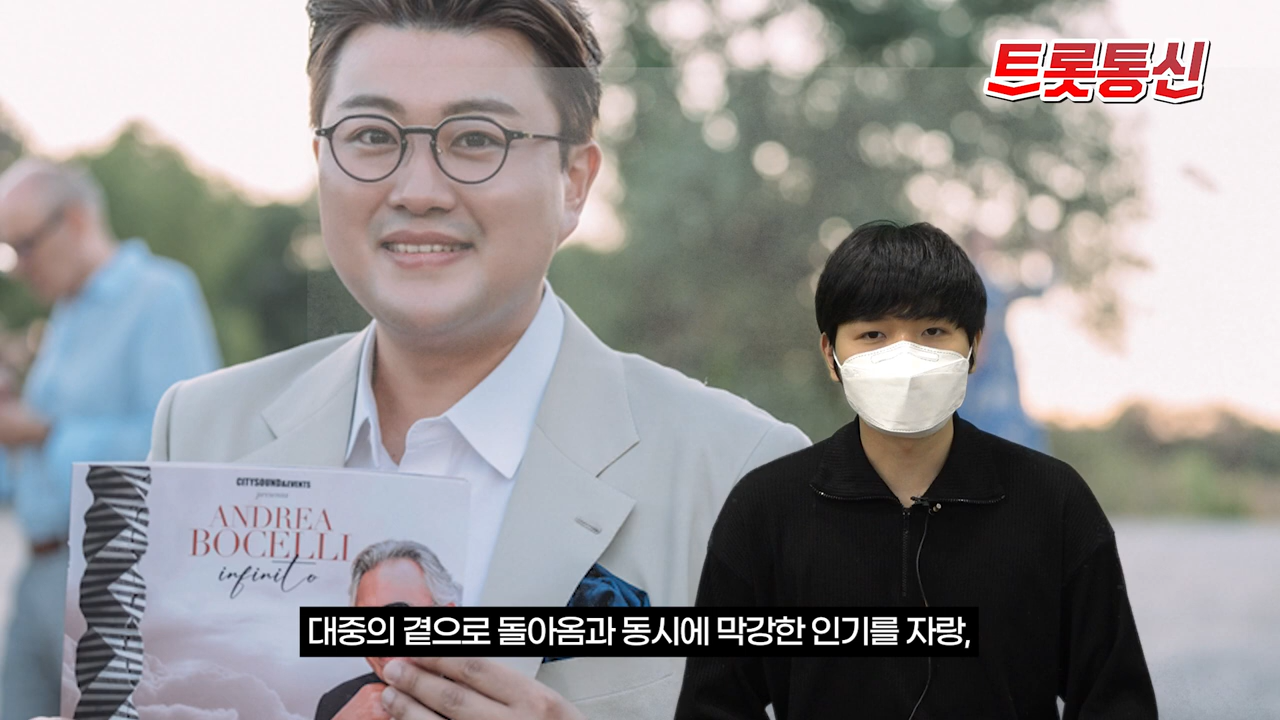 트롯통신
CITYSOUND&EVENTS
presenta
ANDREA
BOCELLI
infinito
대중의 곁으로 돌아옴과 동시에 막강한 인기를 자랑,